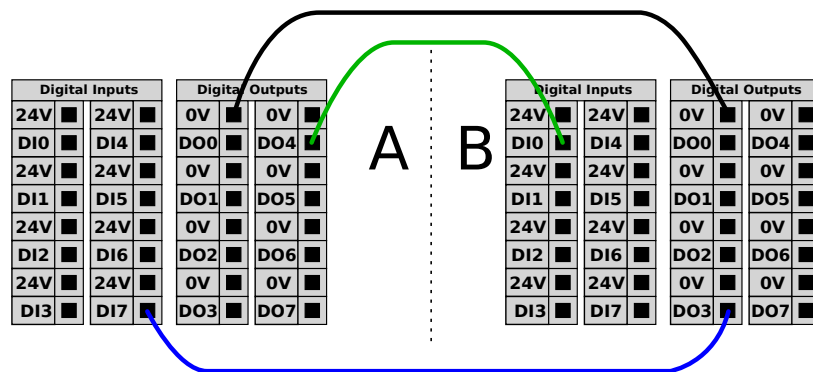 Digital Inputs Digital Outputs Digital Inputs Digital Outputs
24V 24V 0V 0V 24V 24V 0V 0V
DI0 DI4 DO0 DO4 A B DI0 DI4 DO0 DO4
24V 24V 0V 0V 24V 24V 0V 0V
DI1 DI5 DO1 DO5 DI1 DI5 DO1 DO5
24V 24V 0V 0V 24V 24V 0V 0V
DI2 DI6 DO2 DO6 DI2 DI6 DO2 DO6
24V 24V 0V 0V 24V 24V 0V 0V
DI3 DI7 DO3 DO7 DI3 DI7 DO3 DO7